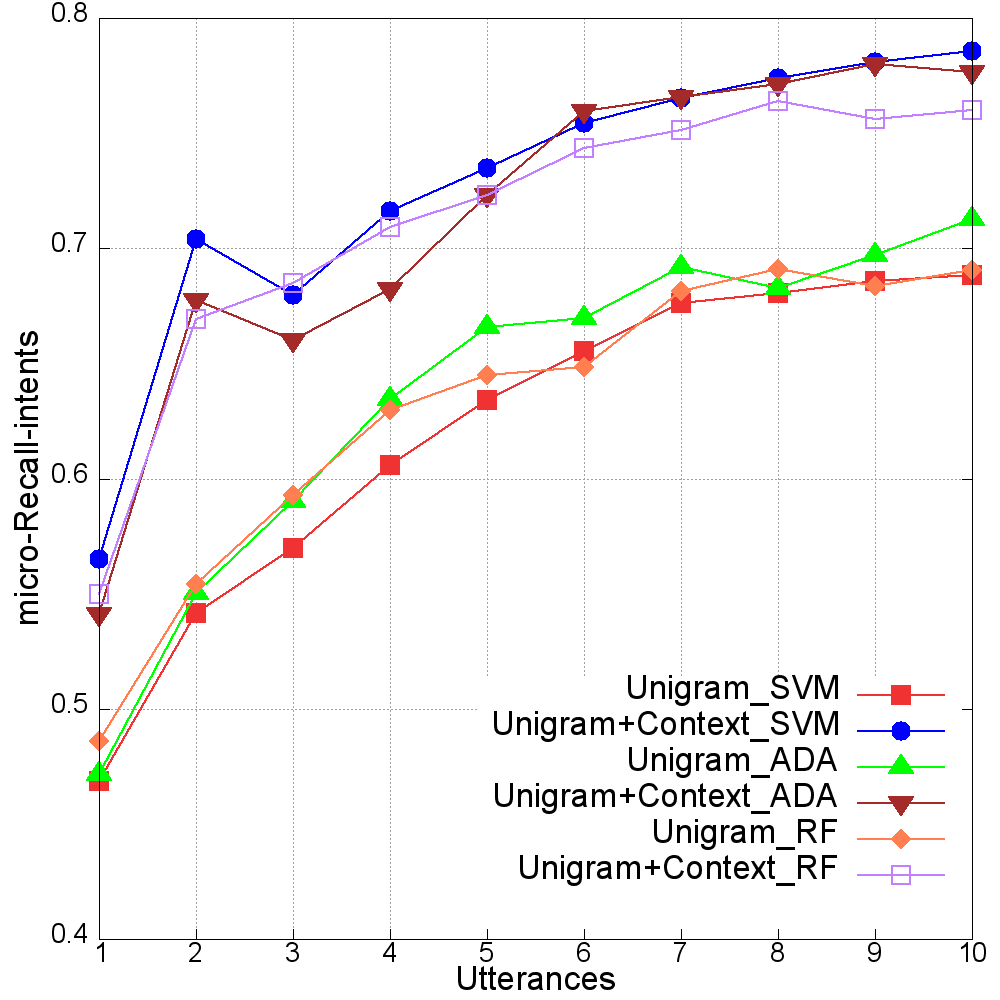 0.8
0.7
0.6
0.5
0.4
micro-Recall-intents
Unigram_SVM
Unigram+Context_SVM
Unigram_ADA
Unigram+Context_ADA
Unigram_RF
Unigram+Context_RF
1 2 3 4 5 6 7 8 9 10
Utterances